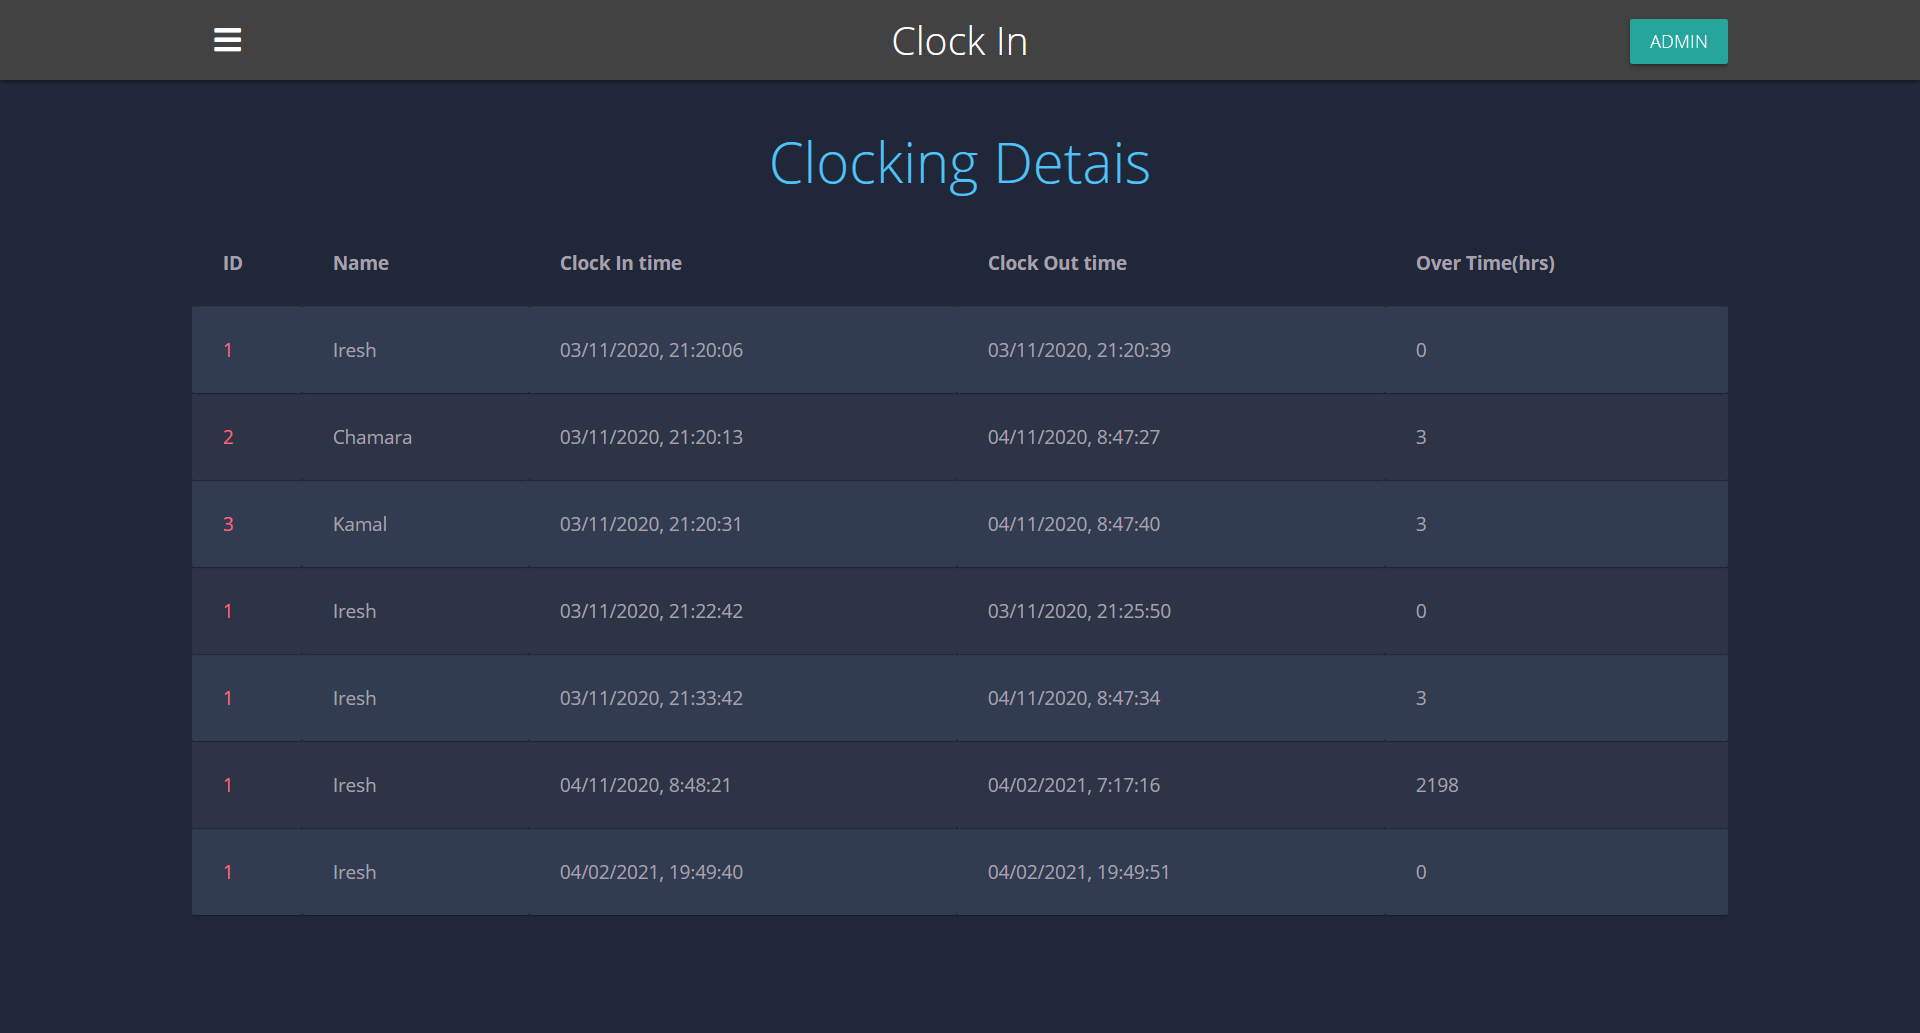 Clock In
ADMIN
Clocking Detais
ID Name Clock In time Clock Out time Over Time(hrs)
1 Iresh 03/11/2020, 21:20:06 03/11/2020, 21:20:39 0
2 Chamara 03/11/2020, 21:20:13 04/11/2020, 8:47:27 3
3 Kamal 03/11/2020, 21:20:31 04/11/2020, 8:47:40 3
1 Iresh 03/11/2020, 21:22:42 03/11/2020, 21:25:50 0
1 Iresh 03/11/2020, 21:33:42 04/11/2020, 8:47:34 3
1 Iresh 04/11/2020, 8:48:21 04/02/2021, 7:17:16 2198
1 Iresh 04/02/2021, 19:49:40 04/02/2021, 19:49:51 0